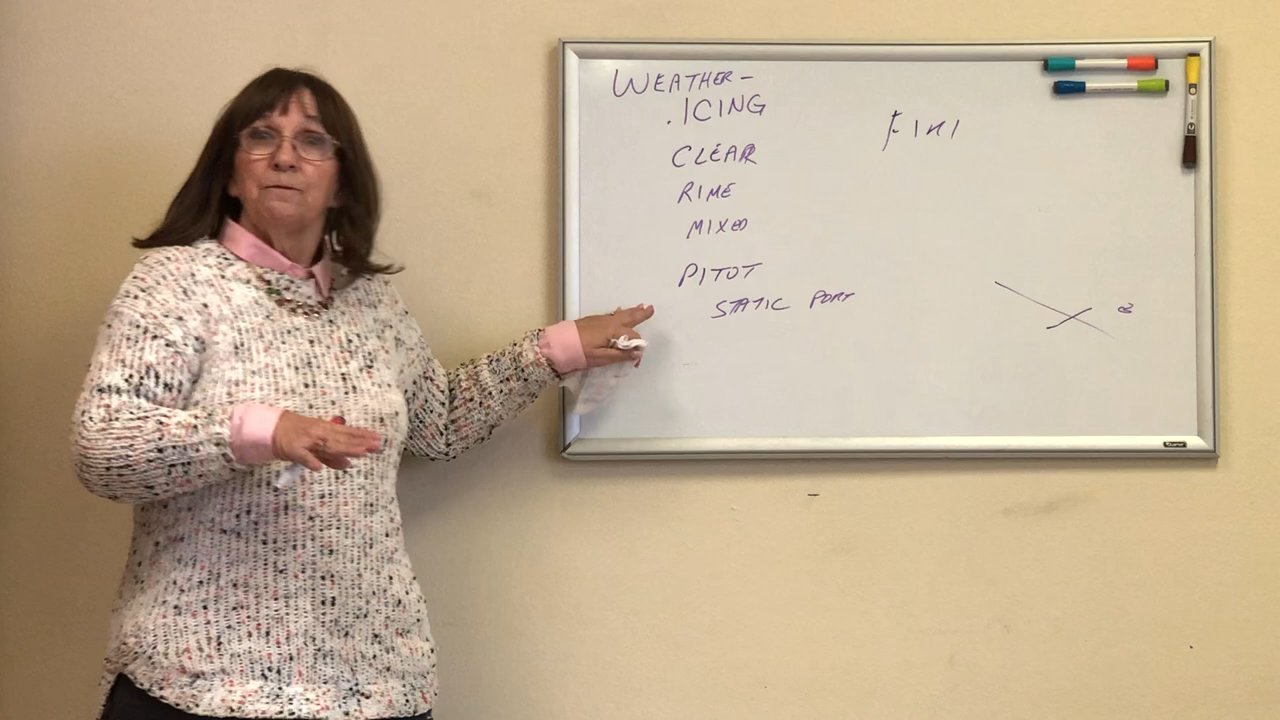 WEATHER -
. ICING
CLEAR
RIME
MIXED
PITOT
STATIC PORT